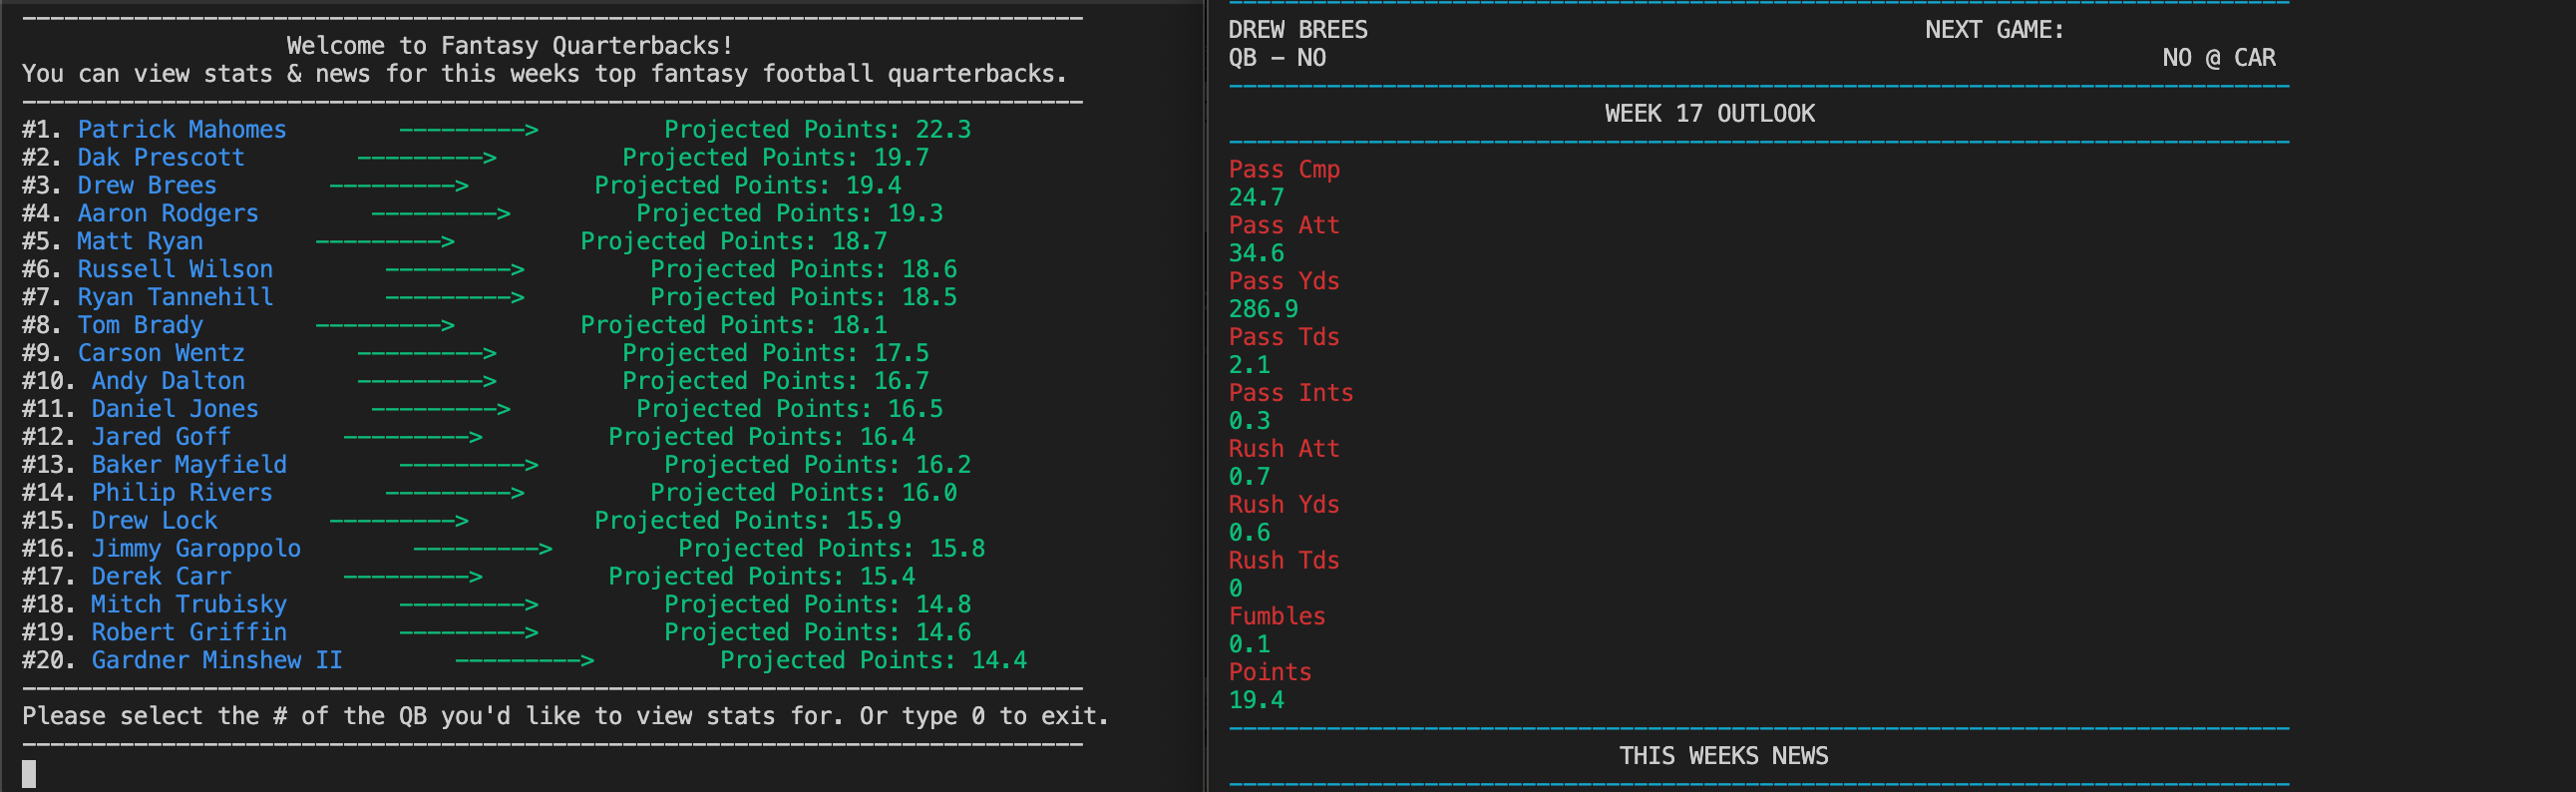 Welcome to Fantasy Quarterbacks!
You can view stats & news for this weeks top fantasy football quarterbacks.
#1. Patrick Mahomes ---------> Projected Points: 22.3
#2. Dak Prescott ---------> Projected Points: 19.7
#3. Drew Brees ---------> Projected Points: 19.4
#4. Aaron Rodgers ---------> Projected Points: 19.3
#5. Matt Ryan ---------> Projected Points: 18.7
#6. Russell Wilson ---------> Projected Points: 18.6
#7. Ryan Tannehill ---------> Projected Points: 18.5
#8. Tom Brady ---------> Projected Points: 18.1
#9. Carson Wentz ---------> Projected Points: 17.5
#10. Andy Dalton ---------> Projected Points: 16.7
#11. Daniel Jones ---------> Projected Points: 16.5
#12. Jared Goff ---------> Projected Points: 16.4
#13. Baker Mayfield ---------> Projected Points: 16.2
#14. Philip Rivers ---------> Projected Points: 16.0
#15. Drew Lock ---------> Projected Points: 15.9
#16. Jimmy Garoppolo ---------> Projected Points: 15.8
#17. Derek Carr ---------> Projected Points: 15.4
#18. Mitch Trubisky ---------> Projected Points: 14.8
#19. Robert Griffin ---------> Projected Points: 14.6
#20. Gardner Minshew II ---------> Projected Points: 14.4
Please select the # of the QB you'd like to view stats for. Or type 0 to exit.
DREW BREES NEXT GAME:
QB - NO NO @ CAR
WEEK 17 OUTLOOK
Pass Cmp
24.7
Pass Att
34.6
Pass Yds
286.9
Pass Tds
2.1
Pass Ints
0.3
Rush Att
0.7
Rush Yds
0.6
Rush Tds
0
Fumbles
0.1
Points
19.4
THIS WEEKS NEWS